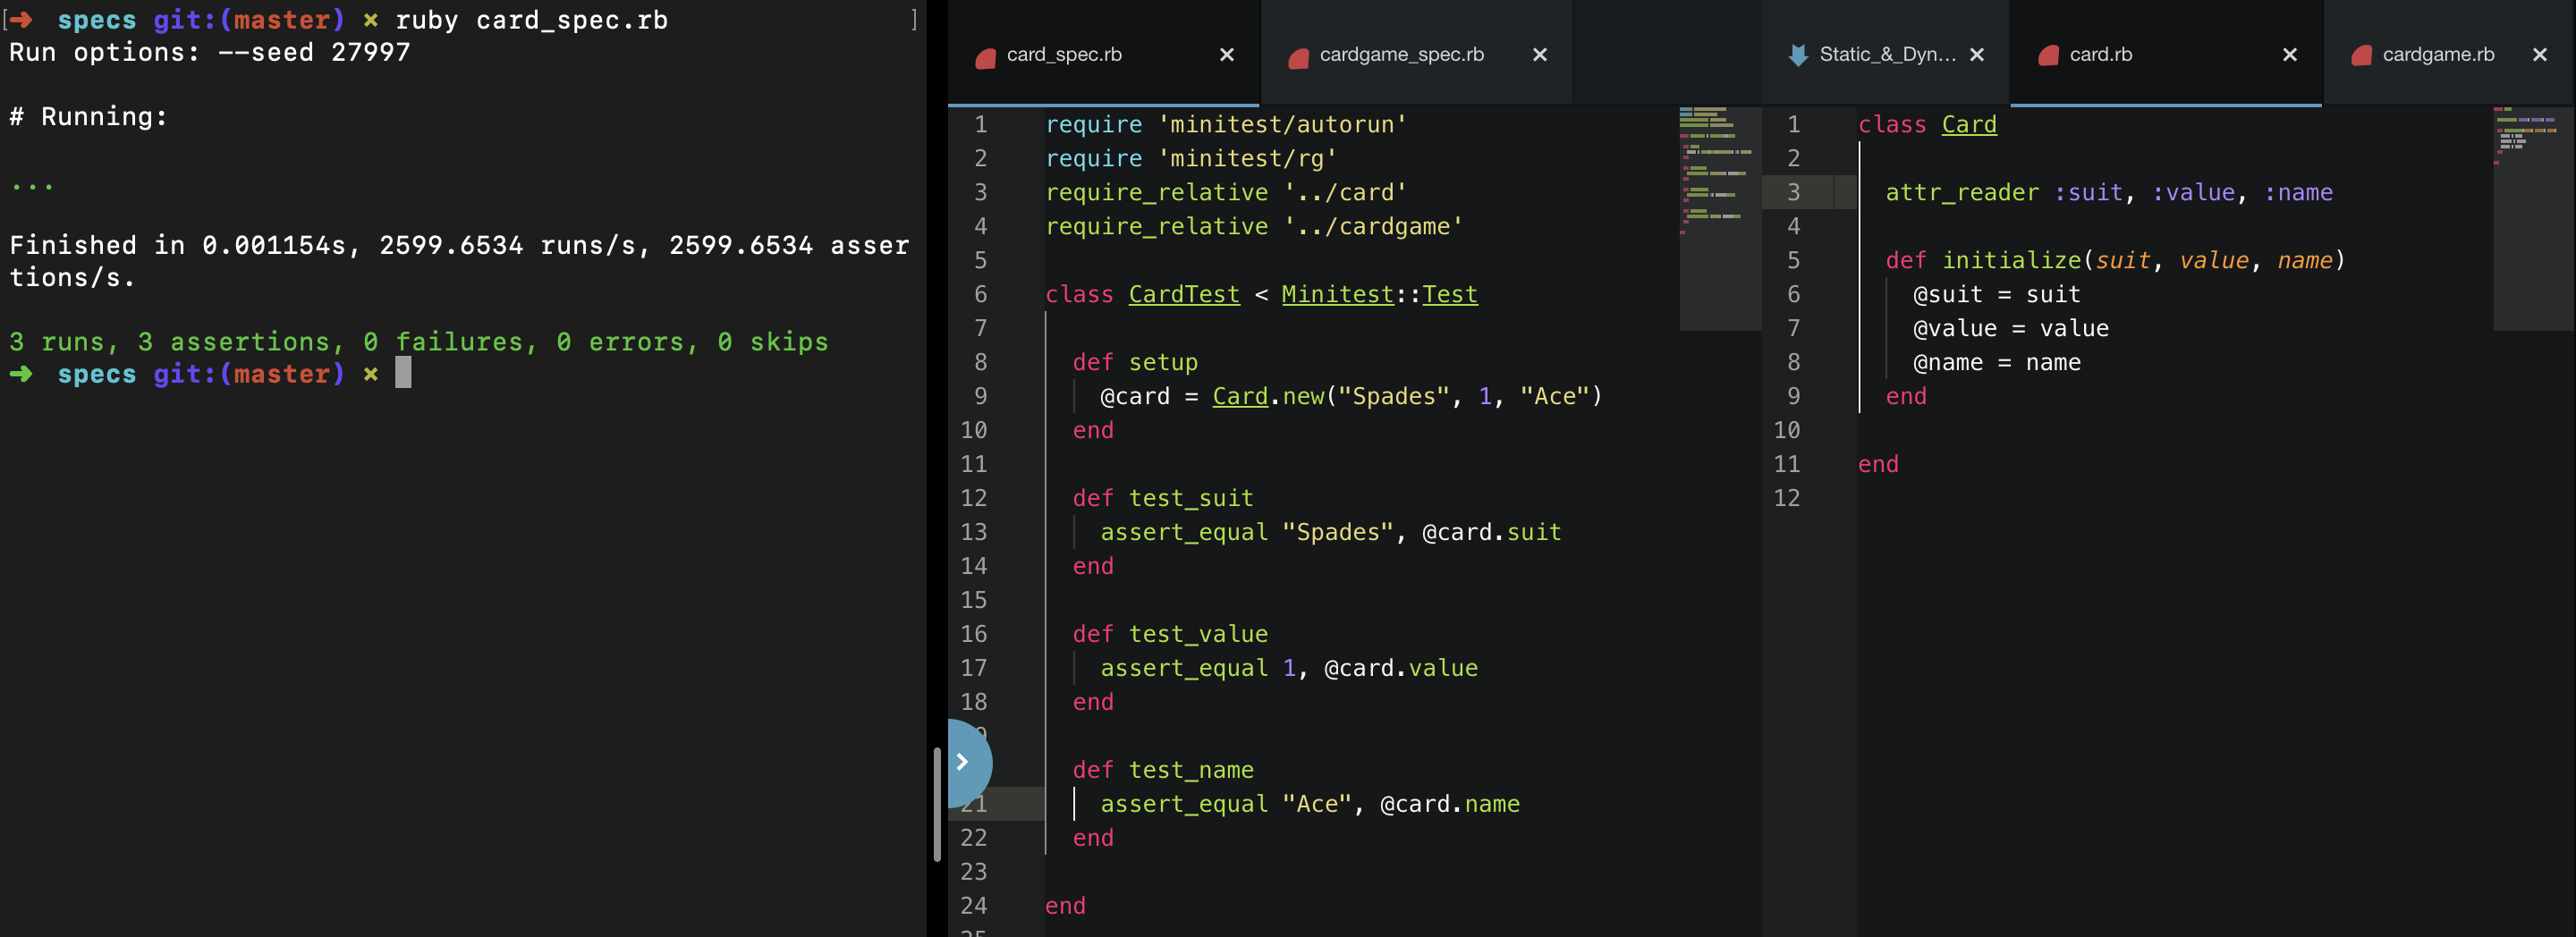 [➜  specs git:(master) × ruby card_spec.rb ]
Run options: --seed 27997
# Running:
...
Finished in 0.001154s, 2599.6534 runs/s, 2599.6534 asser
tions/s.
3 runs, 3 assertions, 0 failures, 0 errors, 0 skips
➜  specs git:(master) ×
card_spec.rb ×
cardgame_spec.rb ×
1 require 'minitest/autorun'
2 require 'minitest/rg'
3 require_relative '../card'
4 require_relative '../cardgame'
5
6 class CardTest < Minitest::Test
7
8   def setup
9     @card = Card.new("Spades", 1, "Ace")
10   end
11
12   def test_suit
13     assert_equal "Spades", @card.suit
14   end
15
16   def test_value
17     assert_equal 1, @card.value
18   end
  def test_name
21     assert_equal "Ace", @card.name
22   end
23
24 end
Static_&_Dyn... ×
card.rb ×
cardgame.rb ×
1 class Card
2
3   attr_reader :suit, :value, :name
4
5   def initialize(suit, value, name)
6     @suit = suit
7     @value = value
8     @name = name
9   end
10
11 end
12